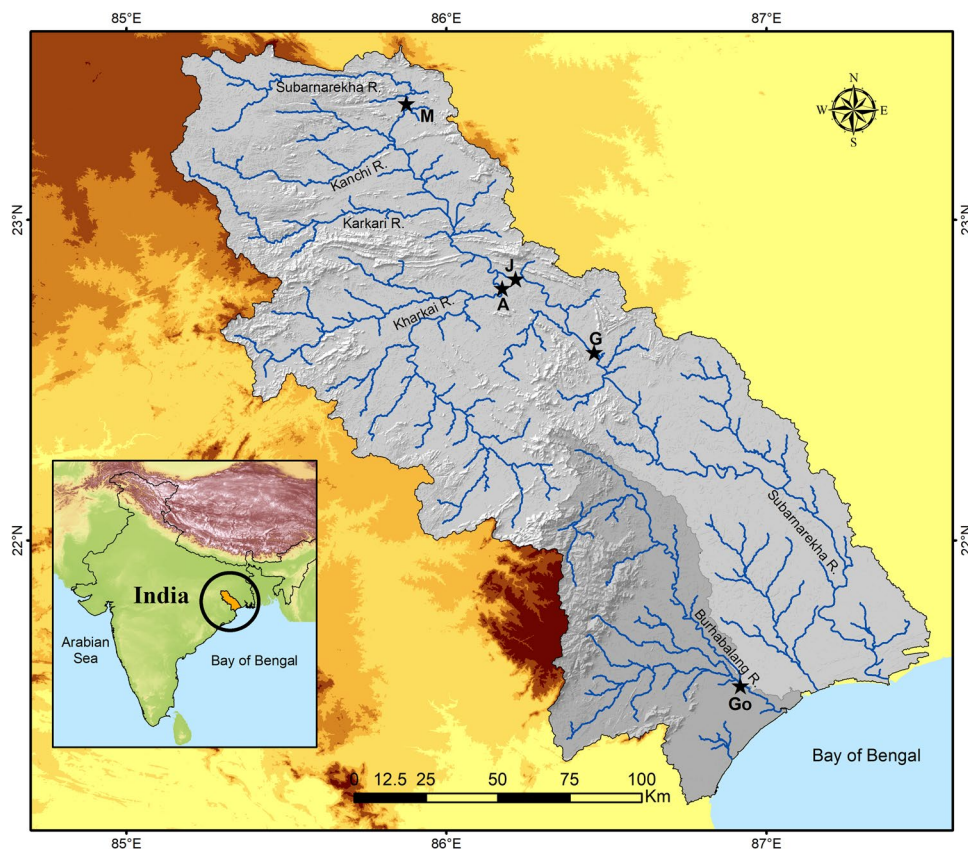 85°E 86°E 87°E
Subarnarekha R.
M
N
W E
S
Kanchi R.
23°N 23°N
Karkari R.
J
A
Kharkai R.
G
22°N 22°N
Subarnarekha R.
India
Arabian
Sea
Bay of Bengal
Burhabalang R.
Go
Bay of Bengal
0 12.5 25 50 75 100
Km
85°E 86°E 87°E